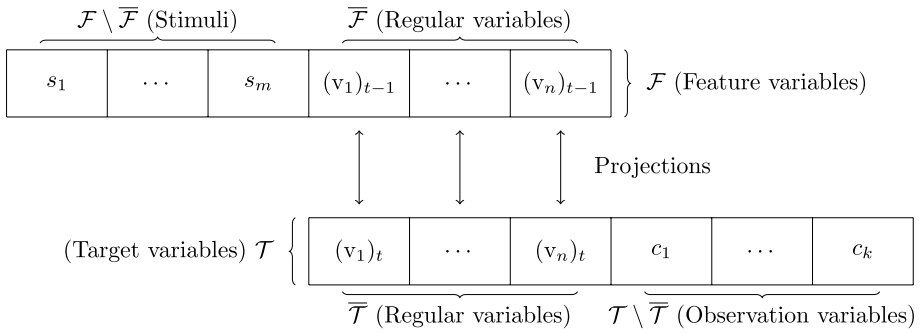 𝓕 \ 𝓕̅ (Stimuli) 𝓕̅ (Regular variables)
s₁ ⋯ sₘ (v₁)ₜ₋₁ ⋯ (vₙ)ₜ₋₁ 𝓕 (Feature variables)
Projections
(Target variables) 𝓣 (v₁)ₜ ⋯ (vₙ)ₜ c₁ ⋯ cₖ
𝓣̅ (Regular variables) 𝓣 \ 𝓣̅ (Observation variables)